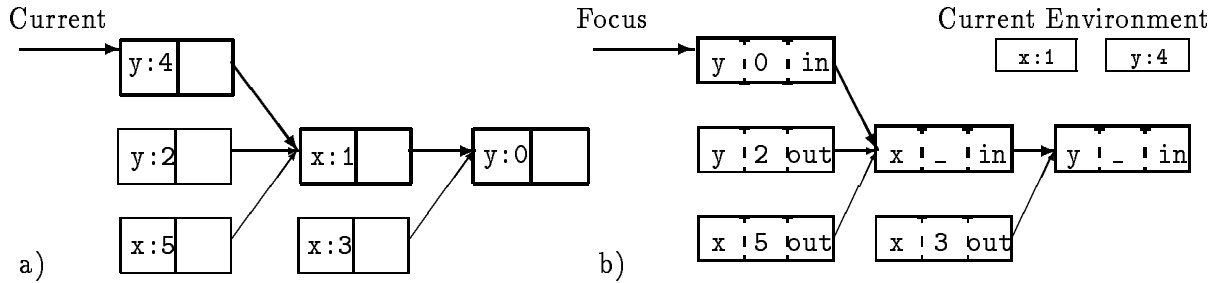 Current
Focus
Current Environment
y:4
y 0 in
x:1
y:4
y:2
x:1
y:0
y 2 out
x _ in
y _ in
x:5
x:3
x 5 out
x 3 out
a)
b)